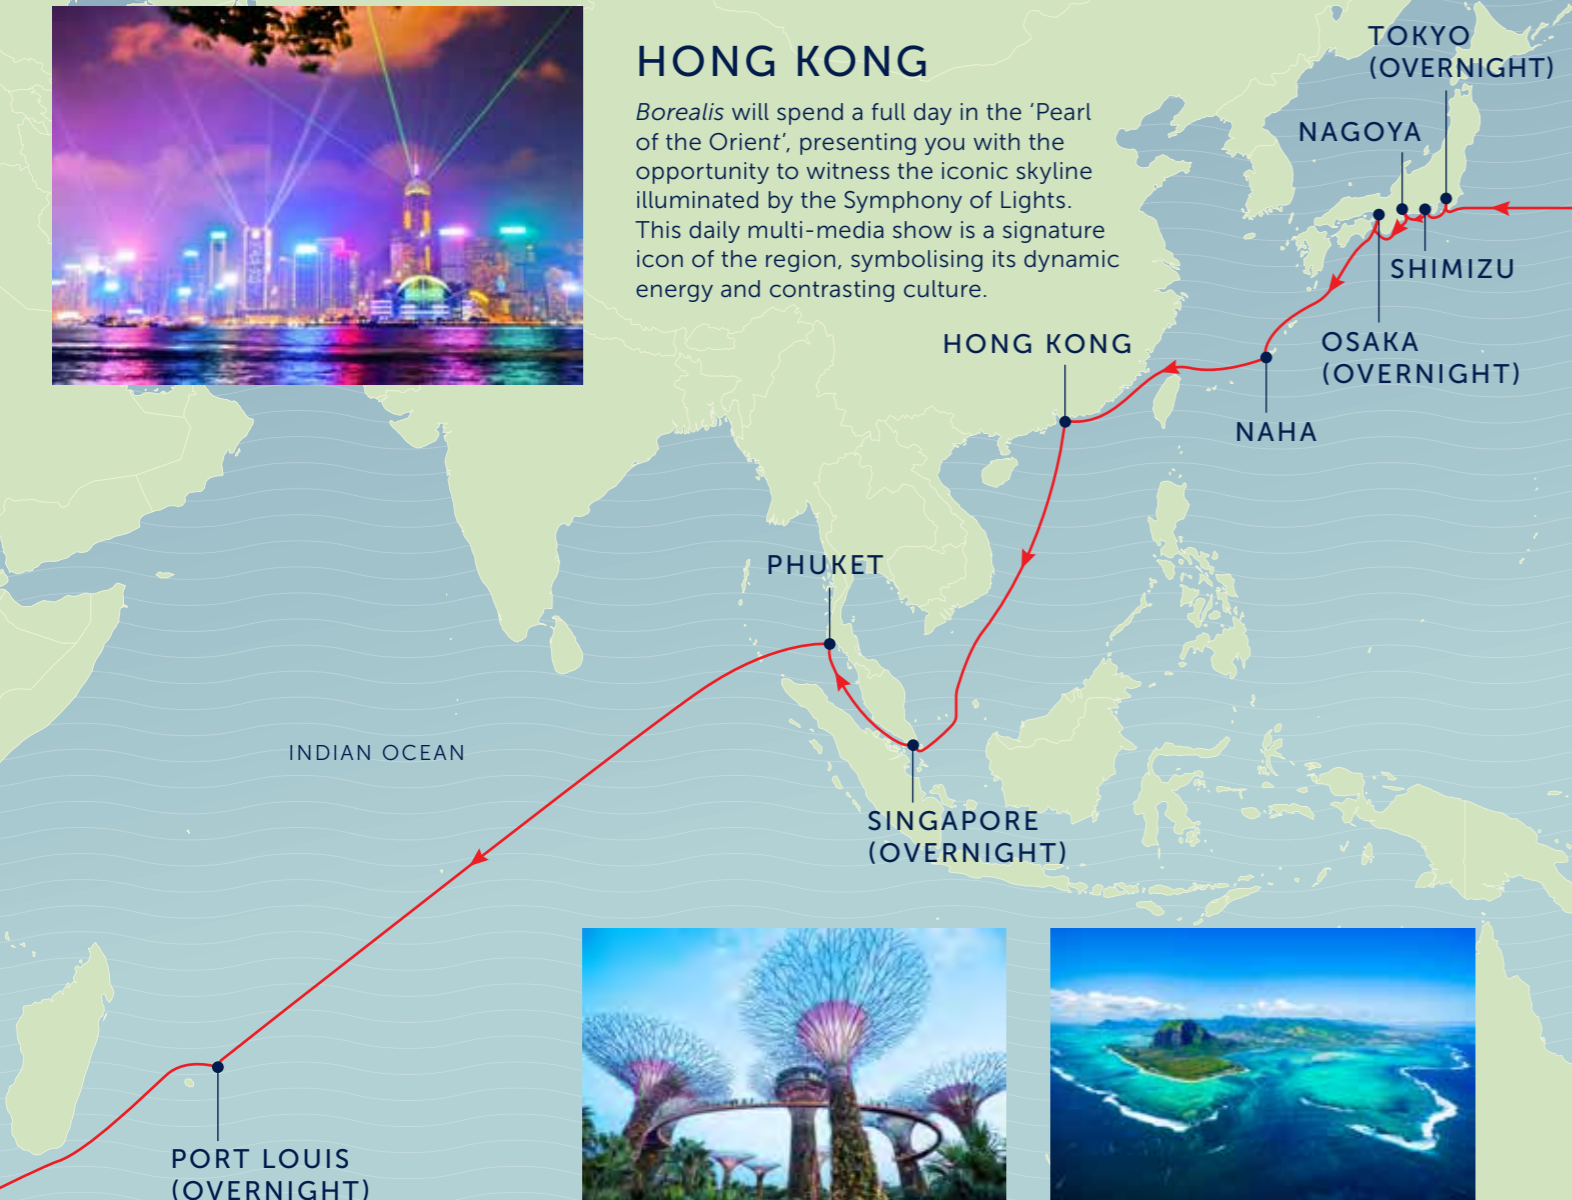 HONG KONG
Borealis will spend a full day in the ‘Pearl
of the Orient’, presenting you with the
opportunity to witness the iconic skyline
illuminated by the Symphony of Lights.
This daily multi-media show is a signature
icon of the region, symbolising its dynamic
energy and contrasting culture.
TOKYO
(OVERNIGHT)
NAGOYA
SHIMIZU
OSAKA
(OVERNIGHT)
NAHA
HONG KONG
PHUKET
SINGAPORE
(OVERNIGHT)
INDIAN OCEAN
PORT LOUIS
(OVERNIGHT)